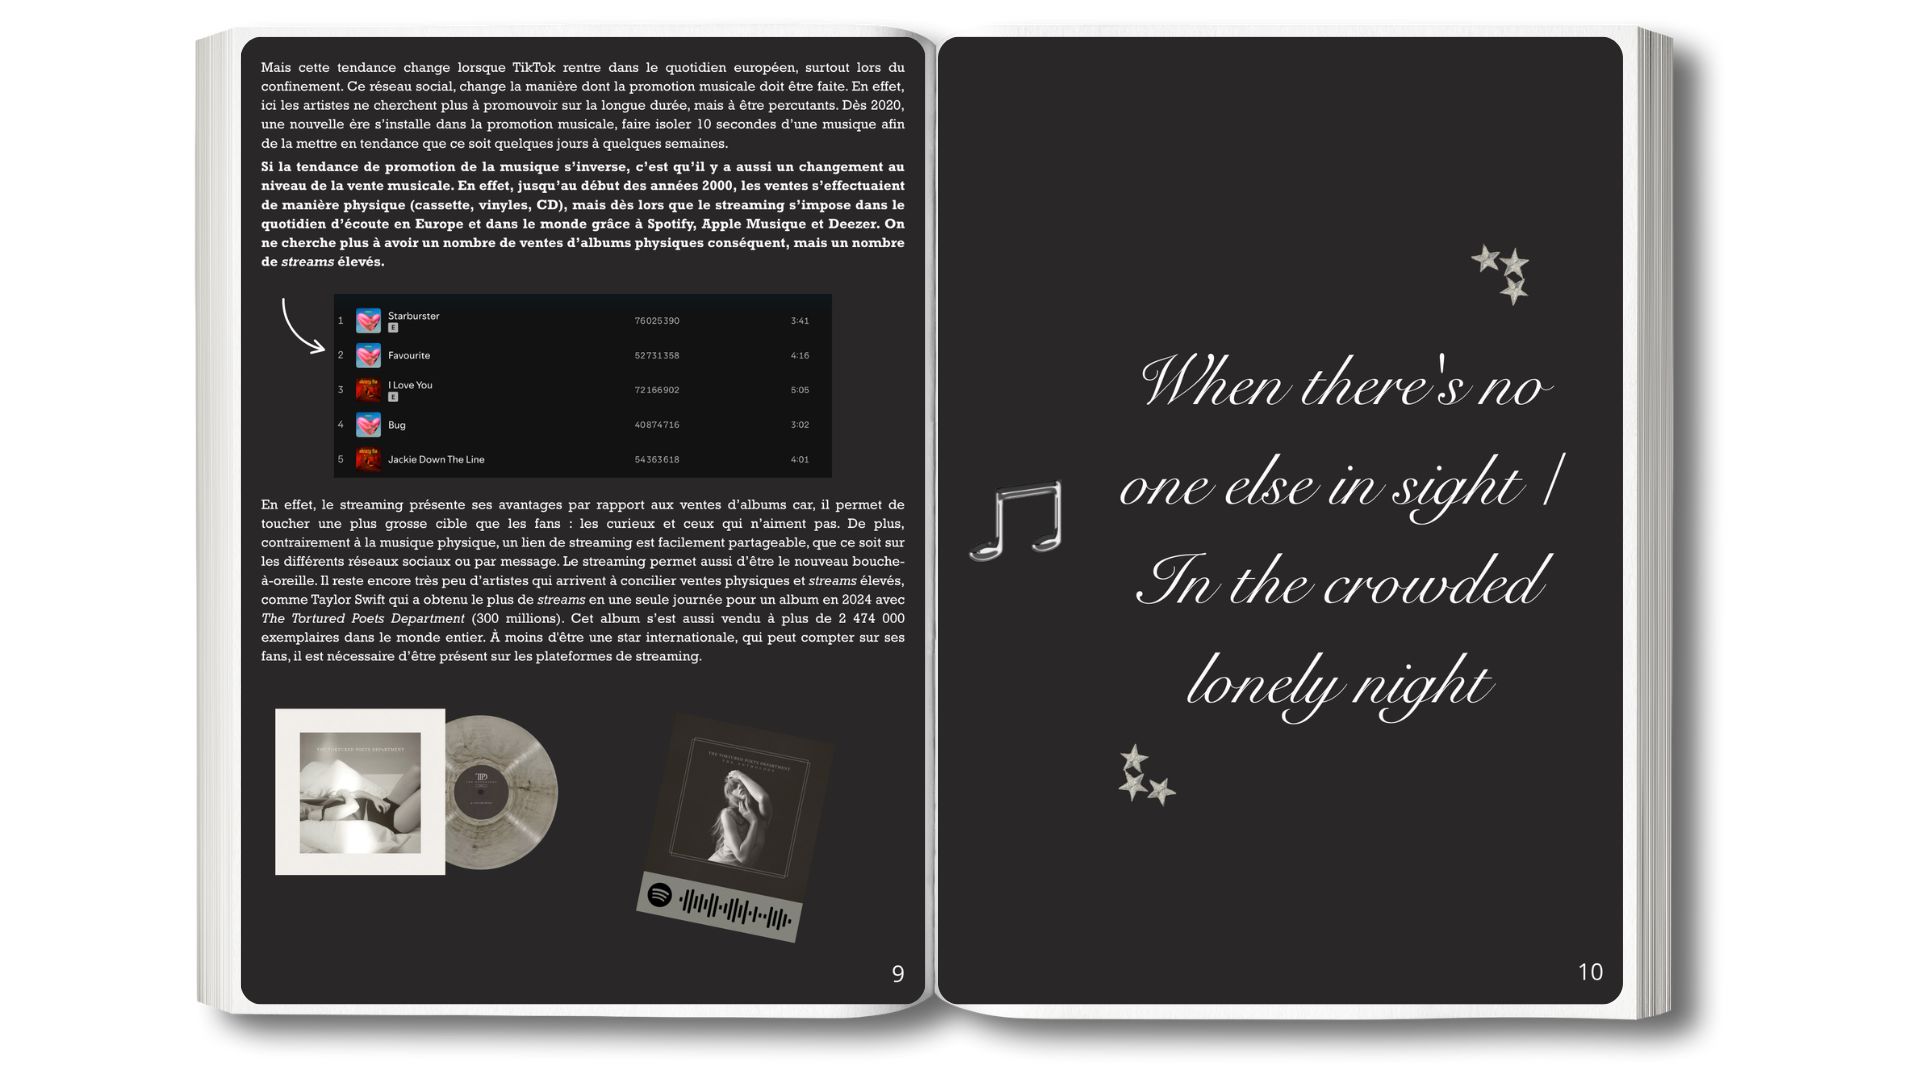 Mais cette tendance change lorsque TikTok rentre dans le quotidien européen, surtout lors du
confinement. Ce réseau social, change la manière dont la promotion musicale doit être faite. En effet,
ici les artistes ne cherchent plus à promouvoir sur la longue durée, mais à être percutants. Dès 2020,
une nouvelle ère s’installe dans la promotion musicale, faire isoler 10 secondes d’une musique afin
de la mettre en tendance que ce soit quelques jours à quelques semaines.
Si la tendance de promotion de la musique s’inverse, c’est qu’il y a aussi un changement au
niveau de la vente musicale. En effet, jusqu’au début des années 2000, les ventes s’effectuaient
de manière physique (cassette, vinyles, CD), mais dès lors que le streaming s’impose dans le
quotidien d’écoute en Europe et dans le monde grâce à Spotify, Apple Musique et Deezer. On
ne cherche plus à avoir un nombre de ventes d’albums physiques conséquent, mais un nombre
de streams élevés.
1 Starburster 76025390 3:41
E
2 Favourite 52731358 4:16
3 I Love You 72166902 5:05
E
4 Bug 40874716 3:02
5 Jackie Down The Line 54363618 4:01
En effet, le streaming présente ses avantages par rapport aux ventes d’albums car, il permet de
toucher une plus grosse cible que les fans : les curieux et ceux qui n’aiment pas. De plus,
contrairement à la musique physique, un lien de streaming est facilement partageable, que ce soit sur
les différents réseaux sociaux ou par message. Le streaming permet aussi d’être le nouveau bouche-
à-oreille. Il reste encore très peu d’artistes qui arrivent à concilier ventes physiques et streams élevés,
comme Taylor Swift qui a obtenu le plus de streams en une seule journée pour un album en 2024 avec
The Tortured Poets Department (300 millions). Cet album s’est aussi vendu à plus de 2 474 000
exemplaires dans le monde entier. À moins d'être une star internationale, qui peut compter sur ses
fans, il est nécessaire d’être présent sur les plateformes de streaming.
THE TORTURED POETS DEPARTMENT
THE TORTURED POETS DEPARTMENT
THE ANTHOLOGY
9
When there's no
one else in sight /
In the crowded
lonely night
10